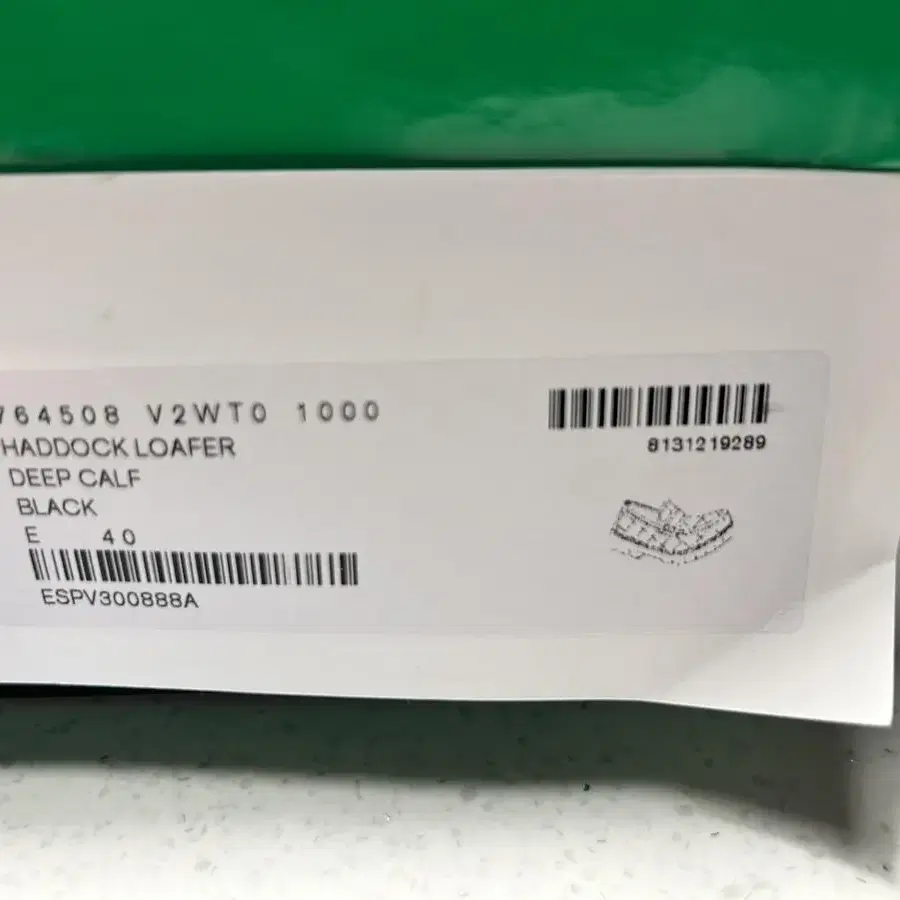 764508 V2WT0 1000
HADDOCK LOAFER
DEEP CALF
BLACK
E 40
ESPV300888A
8131219289